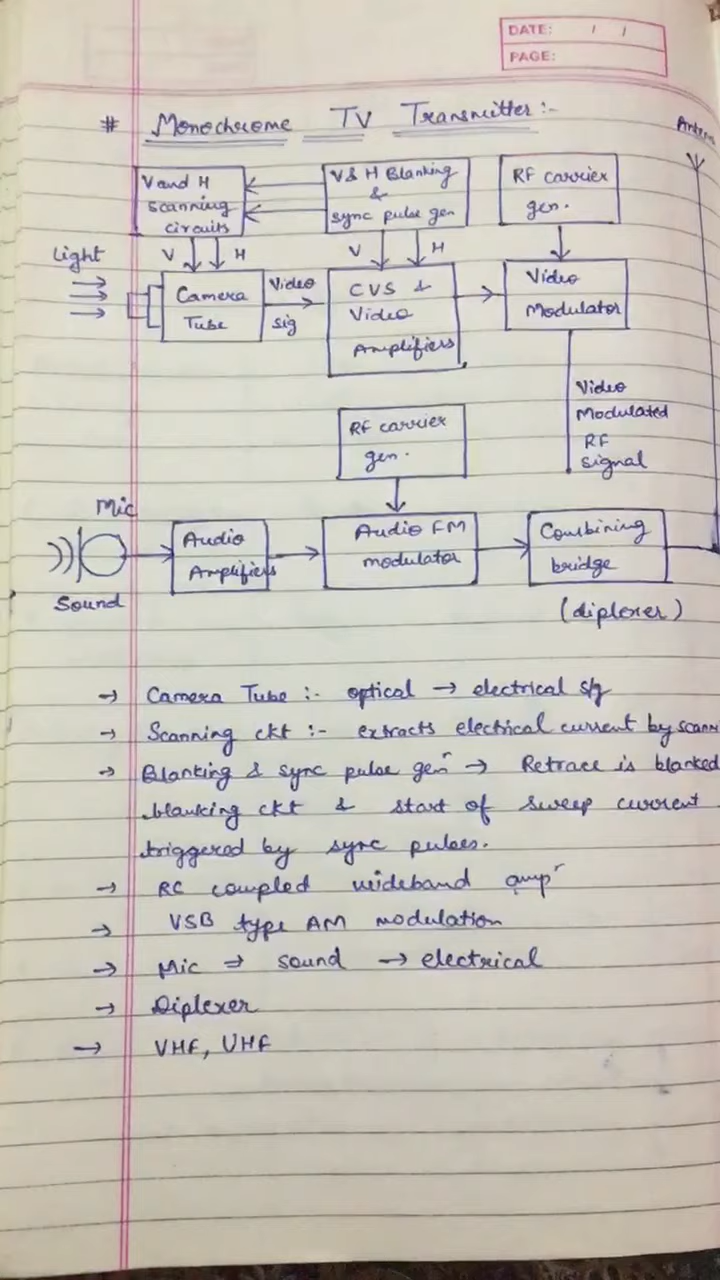 DATE: / /
PAGE:
# Monochrome TV Transmitter :-
Antenna
V and H
scanning
circuits
V & H Blanking
&
sync pulse gen
RF carrier
gen.
V H
V H
Light
Camera
Tube
Video
sig
CVS &
Video
Amplifiers
Video
Modulator
Video
Modulated
RF
signal
RF carrier
gen.
Mic
Sound
Audio
Amplifiers
Audio FM
modulator
Combining
bridge
(diplexer)
→ Camera Tube :- optical → electrical s/g
→ Scanning ckt :- extracts electrical current by scann
→ Blanking & sync pulse genʳ → Retrace is blanked
blanking ckt & start of sweep current
triggered by sync pulses.
→ RC coupled wideband ampʳ
→ VSB type AM modulation
→ Mic → sound → electrical
→ Diplexer
→ VHF, UHF